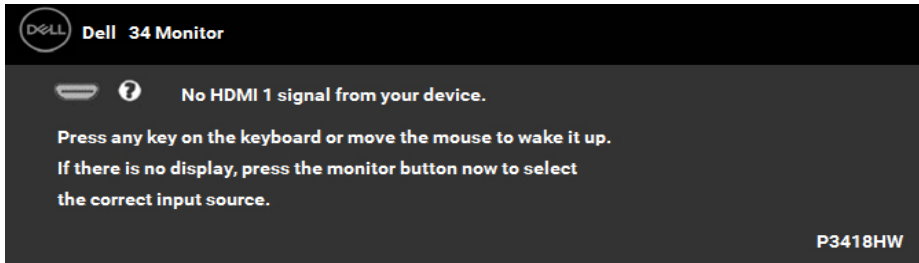 DELL Dell 34 Monitor
? No HDMI 1 signal from your device.
Press any key on the keyboard or move the mouse to wake it up.
If there is no display, press the monitor button now to select
the correct input source.
P3418HW